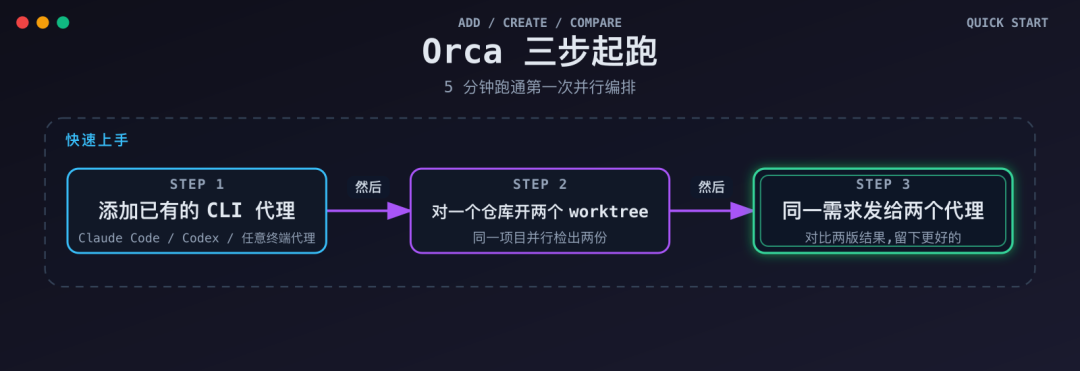 ADD / CREATE / COMPARE
QUICK START
Orca 三步起跑
5 分钟跑通第一次并行编排
快速上手
STEP 1
添加已有的 CLI 代理
Claude Code / Codex / 任意终端代理
然后
STEP 2
对一个仓库开两个 worktree
同一项目并行检出两份
然后
STEP 3
同一需求发给两个代理
对比两版结果,留下更好的